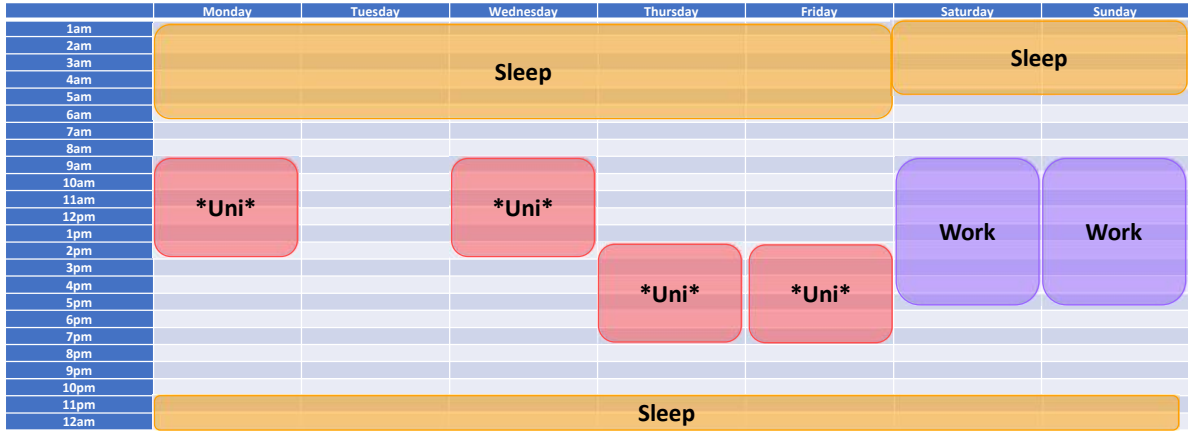 Monday Tuesday Wednesday Thursday Friday Saturday Sunday
1am
2am
3am Sleep
4am Sleep
5am
6am
7am
8am
9am
10am
11am *Uni* *Uni*
12pm
1pm Work Work
2pm
3pm
4pm *Uni* *Uni*
5pm
6pm
7pm
8pm
9pm
10pm
11pm Sleep
12am